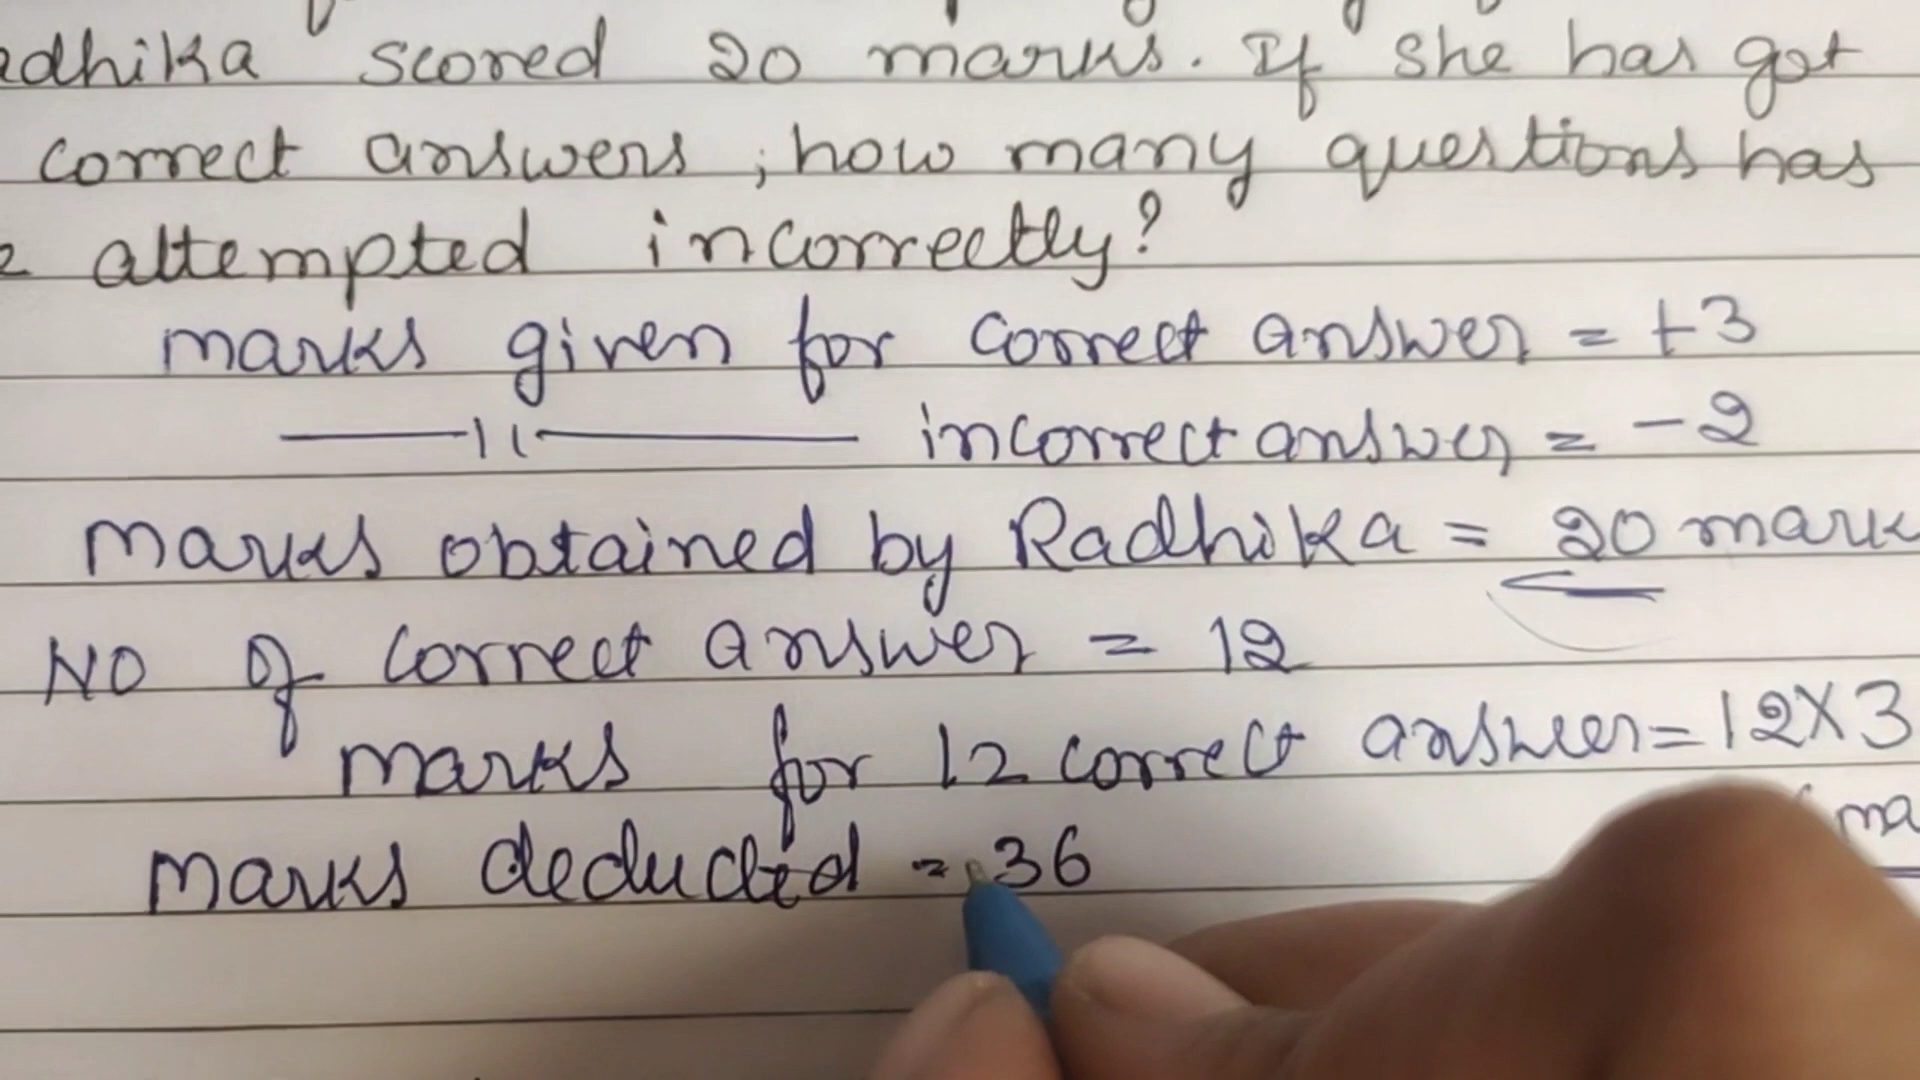 adhika scored 20 marks. If she has got
correct answers, how many questions has
attempted incorrectly?
marks given for correct answer = +3
—— 11 —— incorrect answer = -2
Marks obtained by Radhika = 20 mark
NO of correct answer = 12
marks for 12 correct answer = 12X3
ma
Marks deducted = 36